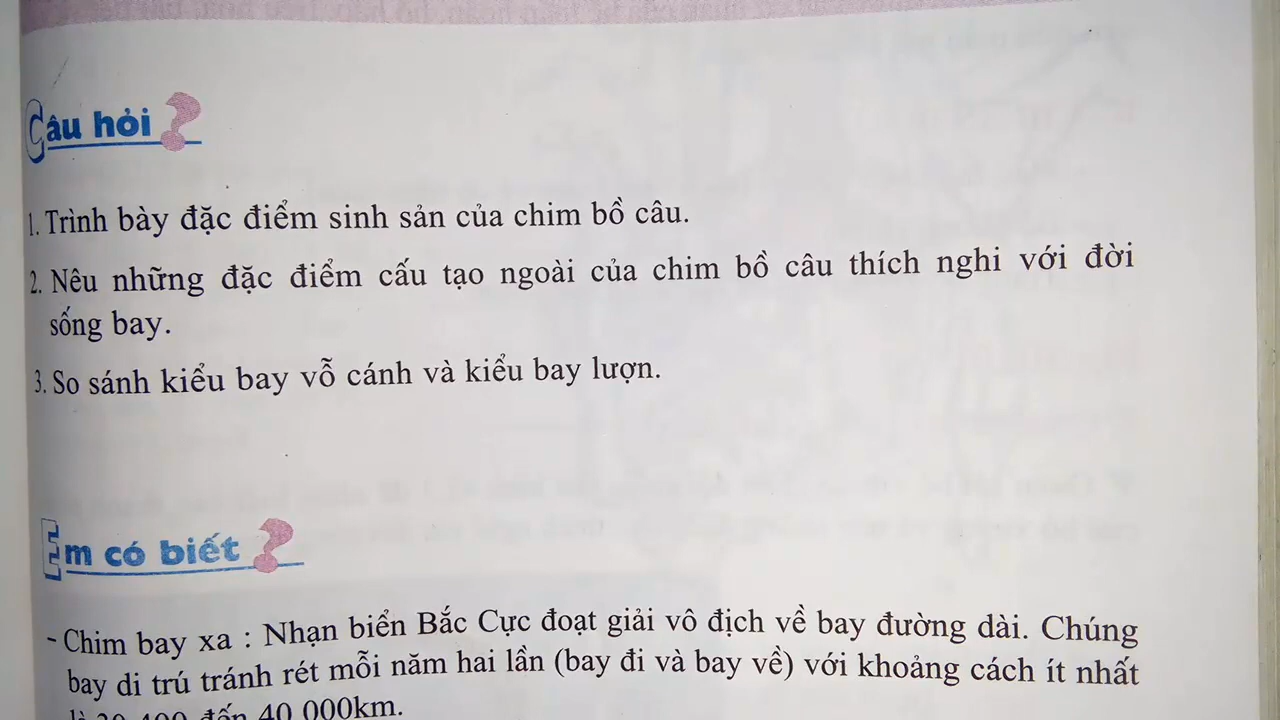 Câu hỏi ?
1. Trình bày đặc điểm sinh sản của chim bồ câu.
2. Nêu những đặc điểm cấu tạo ngoài của chim bồ câu thích nghi với đời
sống bay.
3. So sánh kiểu bay vỗ cánh và kiểu bay lượn.
Em có biết ?
- Chim bay xa : Nhạn biển Bắc Cực đoạt giải vô địch về bay đường dài. Chúng
bay di trú tránh rét mỗi năm hai lần (bay đi và bay về) với khoảng cách ít nhất
đến 40 000km.